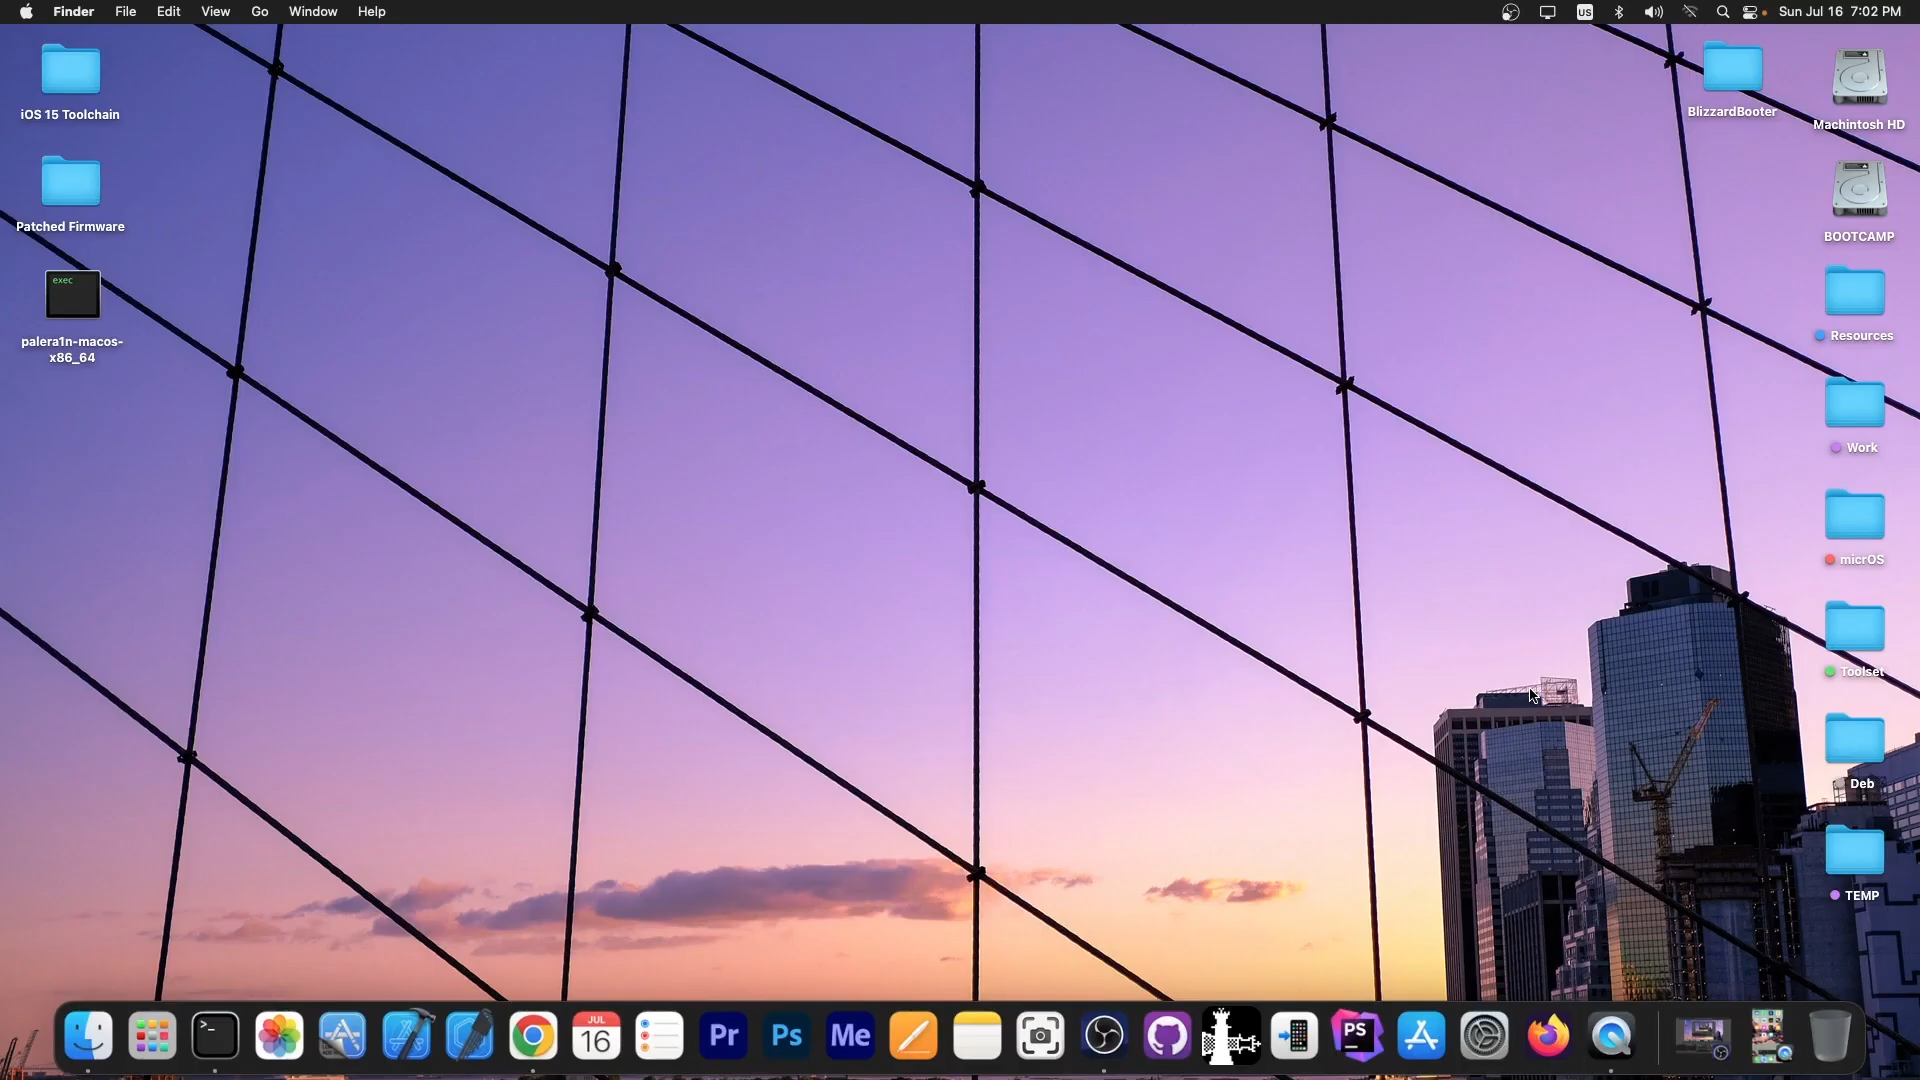 Finder File Edit View Go Window Help
US
Sun Jul 16 7:02 PM
iOS 15 Toolchain
Patched Firmware
exec
palera1n-macos-
x86_64
BlizzardBooter
Machintosh HD
BOOTCAMP
Resources
Work
micrOS
Toolset
Deb
TEMP
>_
JUL
16
Pr
Ps
Me
PS